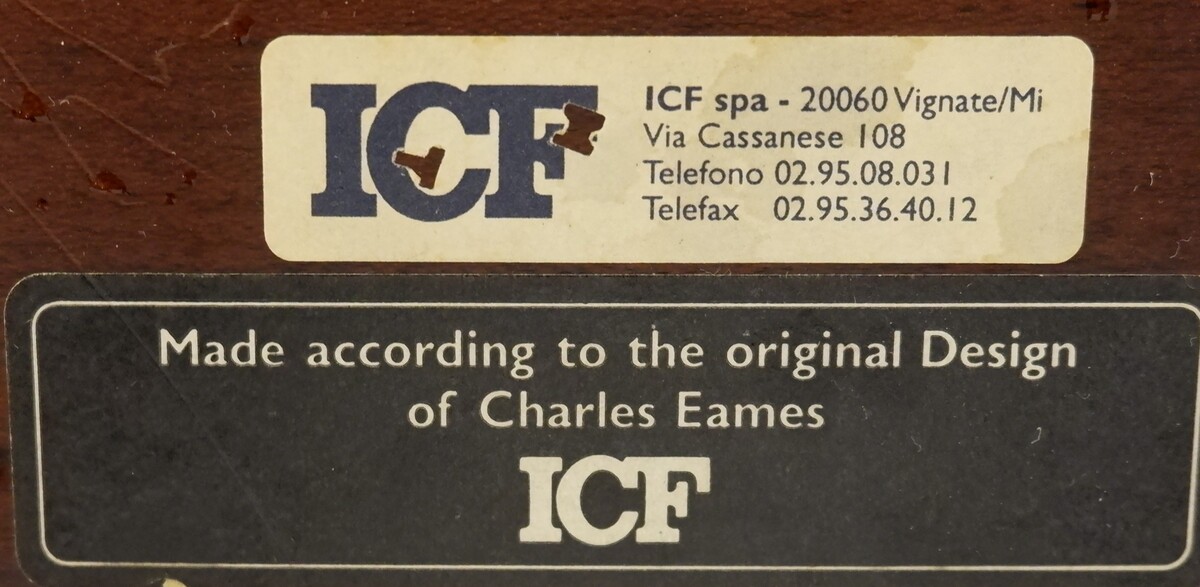 ICF
ICF spa - 20060 Vignate/Mi
Via Cassanese 108
Telefono 02.95.08.031
Telefax 02.95.36.40.12
Made according to the original Design
of Charles Eames
ICF